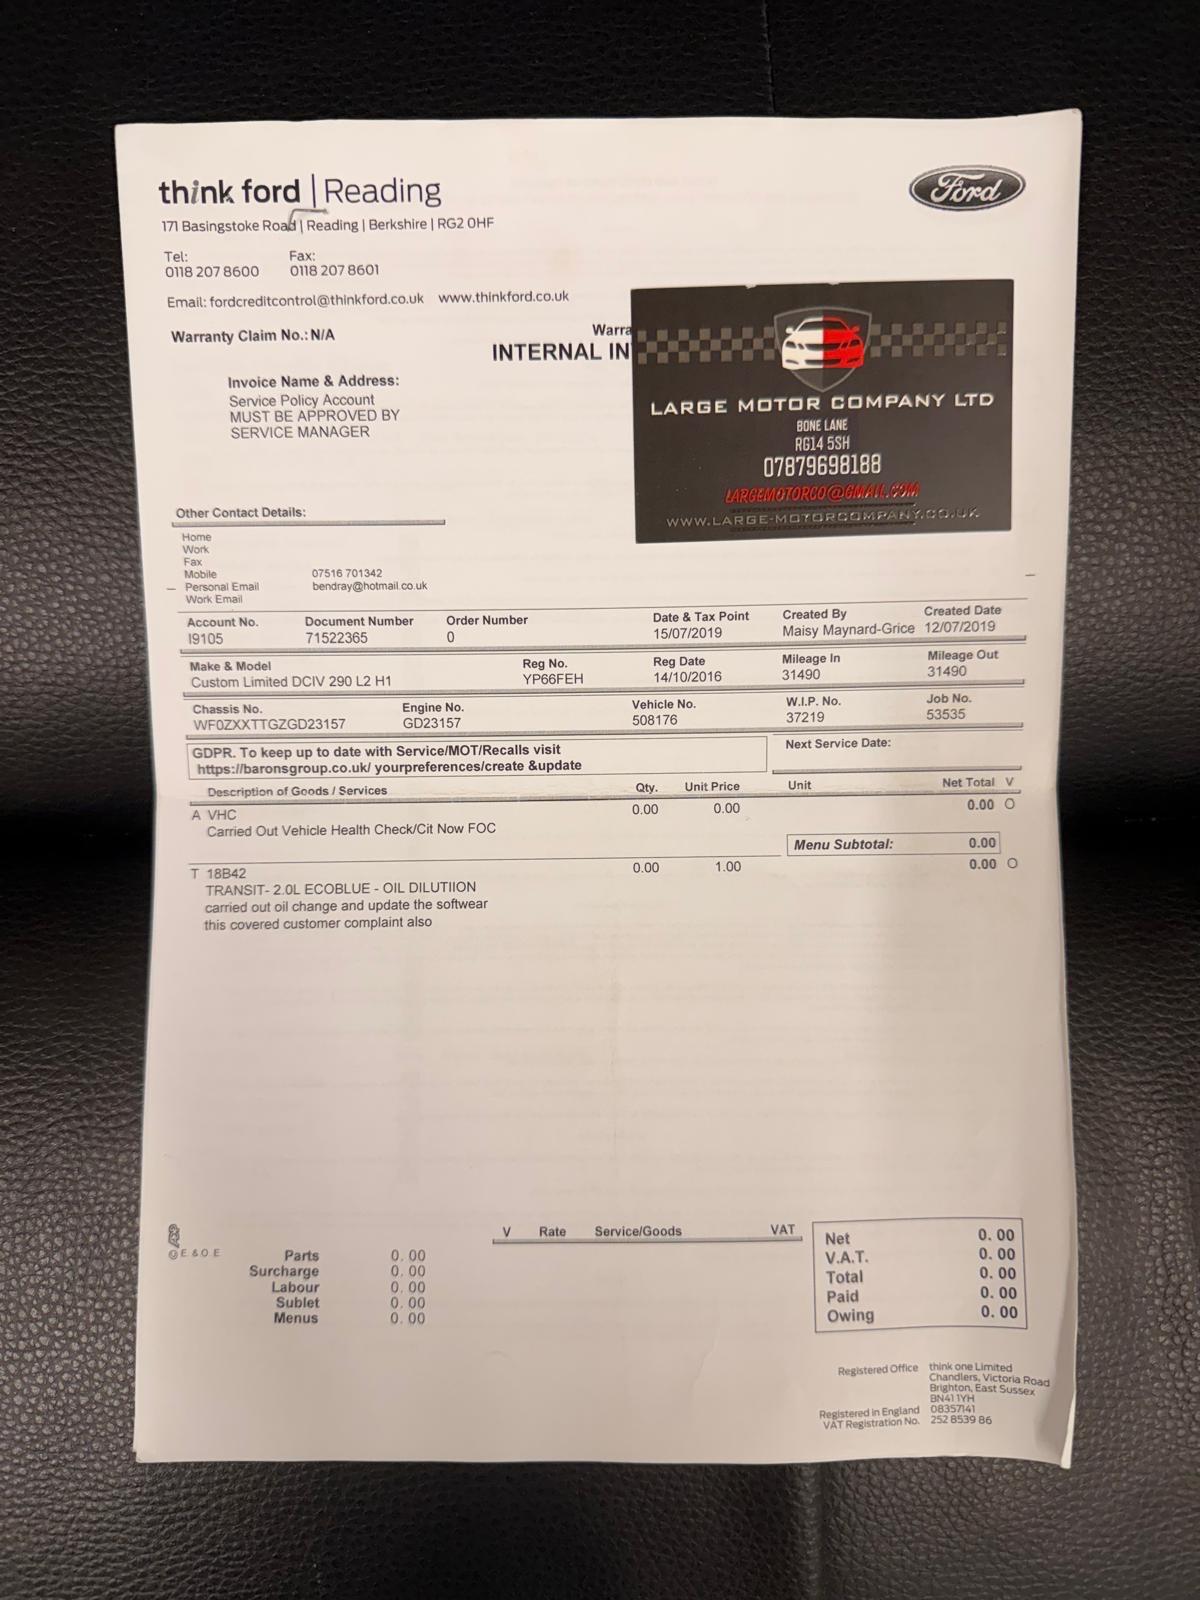 think ford | Reading
Ford
171 Basingstoke Road | Reading | Berkshire | RG2 0HF
Tel: Fax:
0118 207 8600 0118 207 8601
Email: fordcreditcontrol@thinkford.co.uk www.thinkford.co.uk
Warranty Claim No.: N/A
Warra
INTERNAL IN
Invoice Name & Address:
Service Policy Account
MUST BE APPROVED BY
SERVICE MANAGER
LARGE MOTOR COMPANY LTD
BONE LANE
RG14 5SH
07879698188
LARGEMOTORCO@GMAIL.COM
WWW.LARGE-MOTORCOMPANY.CO.UK
Other Contact Details:
Home
Work
Fax
Mobile 07516 701342
Personal Email bendray@hotmail.co.uk
Work Email
Account No. Document Number Order Number Date & Tax Point Created By Created Date
I9105 71522365 0 15/07/2019 Maisy Maynard-Grice 12/07/2019
Make & Model Reg No. Reg Date Mileage In Mileage Out
Custom Limited DCIV 290 L2 H1 YP66FEH 14/10/2016 31490 31490
Chassis No. Engine No. Vehicle No. W.I.P. No. Job No.
WF0ZXXTTGZGD23157 GD23157 508176 37219 53535
GDPR. To keep up to date with Service/MOT/Recalls visit
https://baronsgroup.co.uk/ yourpreferences/create &update
Next Service Date:
Description of Goods / Services Qty. Unit Price Unit Net Total V
A VHC 0.00 0.00 0.00 O
Carried Out Vehicle Health Check/Cit Now FOC
Menu Subtotal: 0.00
T 18B42 0.00 1.00 0.00 O
TRANSIT- 2.0L ECOBLUE - OIL DILUTIION
carried out oil change and update the softwear
this covered customer complaint also
V Rate Service/Goods VAT
E. & O. E
Parts 0.00
Surcharge 0.00
Labour 0.00
Sublet 0.00
Menus 0.00
Net 0.00
V.A.T. 0.00
Total 0.00
Paid 0.00
Owing 0.00
Registered Office think one Limited
Chandlers, Victoria Road
Brighton, East Sussex
BN41 1YH
Registered in England 08357141
VAT Registration No. 252 8539 86